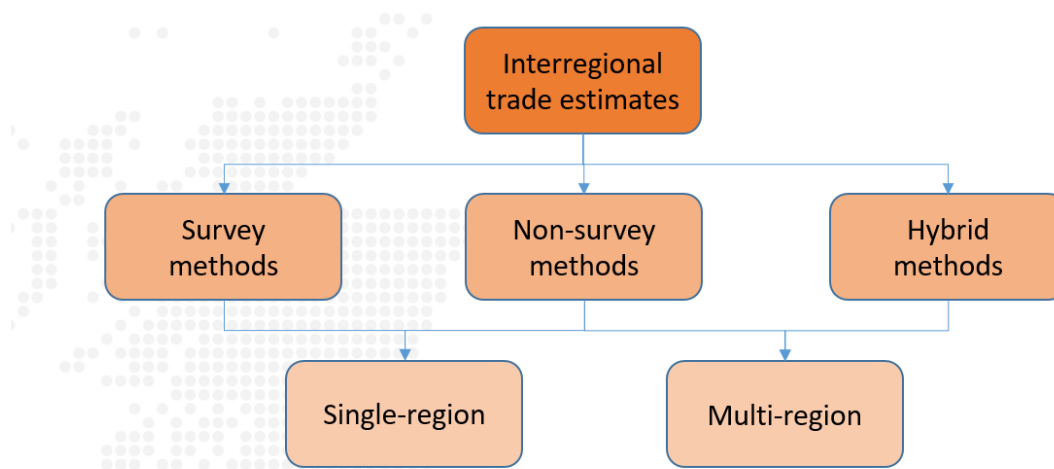 Interregional
trade estimates
Survey
methods
Non-survey
methods
Hybrid
methods
Single-region
Multi-region